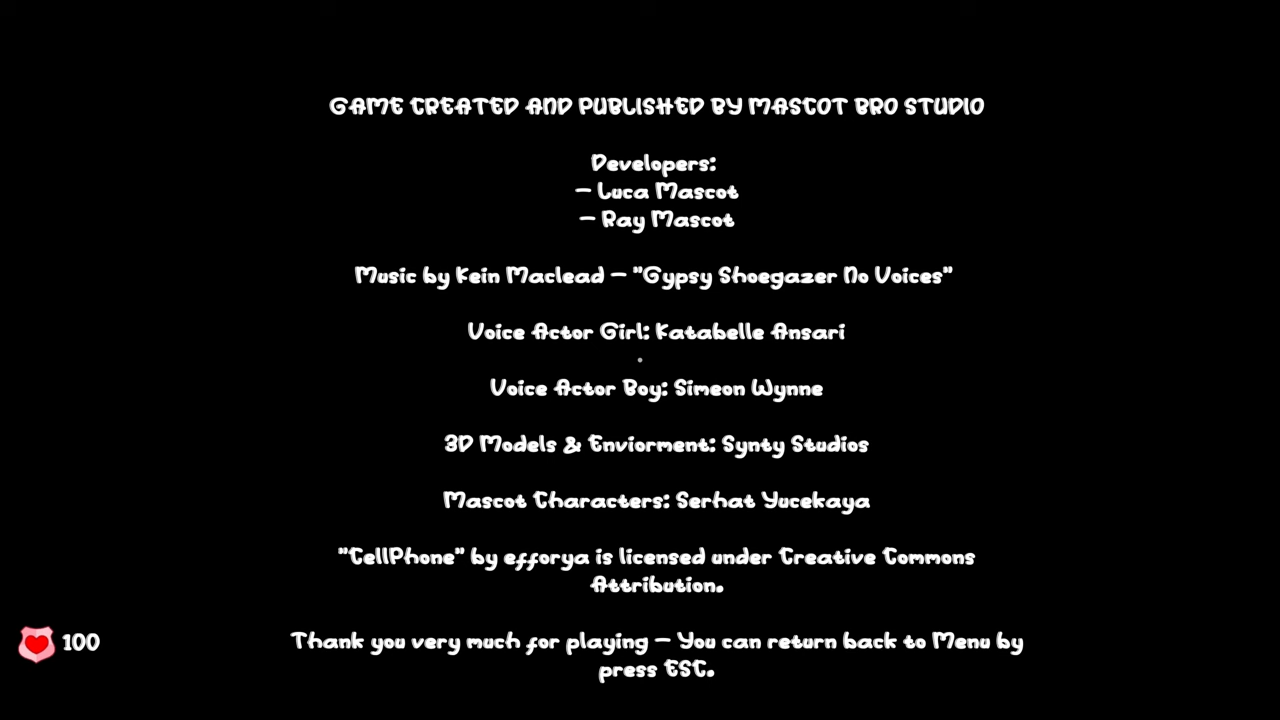 GAME CREATED AND PUBLISHED BY MASCOT BRO STUDIO
Developers:
- Luca Mascot
- Ray Mascot
Music by Kein Maclead - "Gypsy Shoegazer No Voices"
Voice Actor Girl: Katabelle Ansari
Voice Actor Boy: Simeon Wynne
3D Models & Enviorment: Synty Studios
Mascot Characters: Serhat Yucekaya
"CellPhone" by efforya is licensed under Creative Commons
Attribution.
100
Thank you very much for playing - You can return back to Menu by
press ESC.